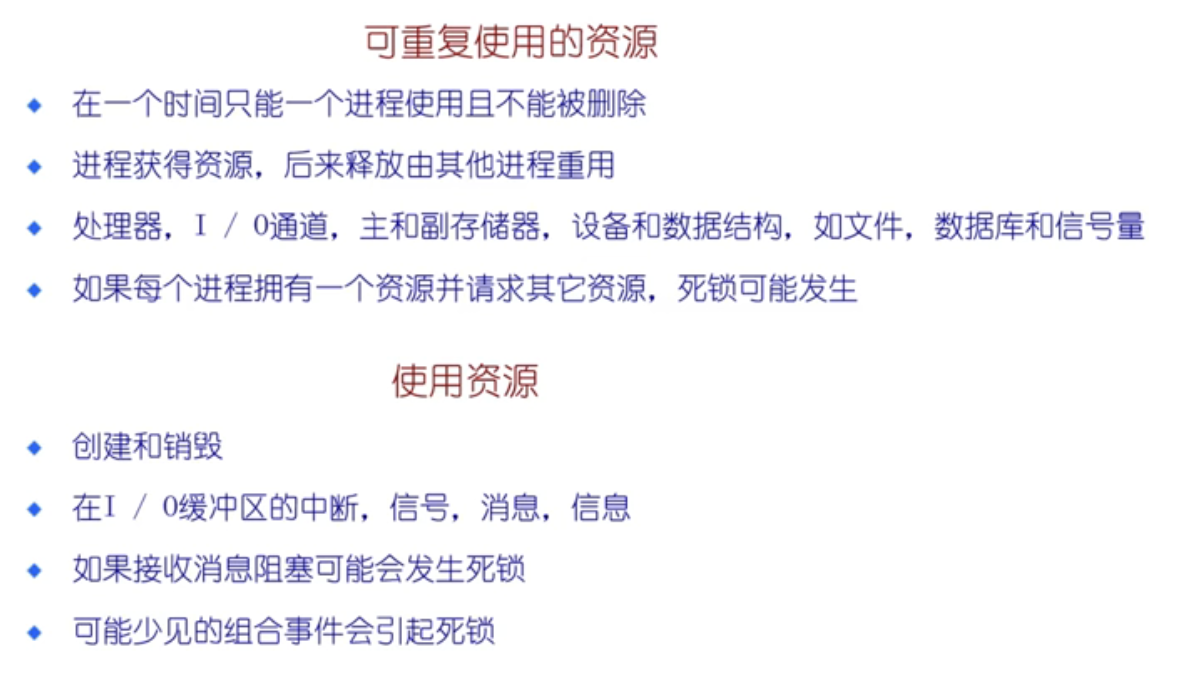 可重复使用的资源
在一个时间只能一个进程使用且不能被删除
进程获得资源，后来释放由其他进程重用
处理器，I / O通道，主和副存储器，设备和数据结构，如文件，数据库和信号量
如果每个进程拥有一个资源并请求其它资源，死锁可能发生
使用资源
创建和销毁
在I / O缓冲区的中断，信号，消息，信息
如果接收消息阻塞可能会发生死锁
可能少见的组合事件会引起死锁